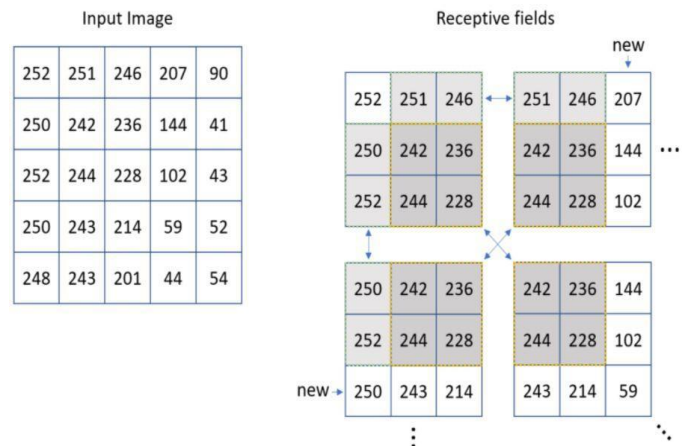 Input Image
Receptive fields
new
252 251 246 207 90
250 242 236 144 41
252 244 228 102 43
250 243 214 59 52
248 243 201 44 54
252 251 246 251 246 207
250 242 236 242 236 144 ...
252 244 228 244 228 102
250 242 236 242 236 144
252 244 228 244 228 102
new 250 243 214 243 214 59